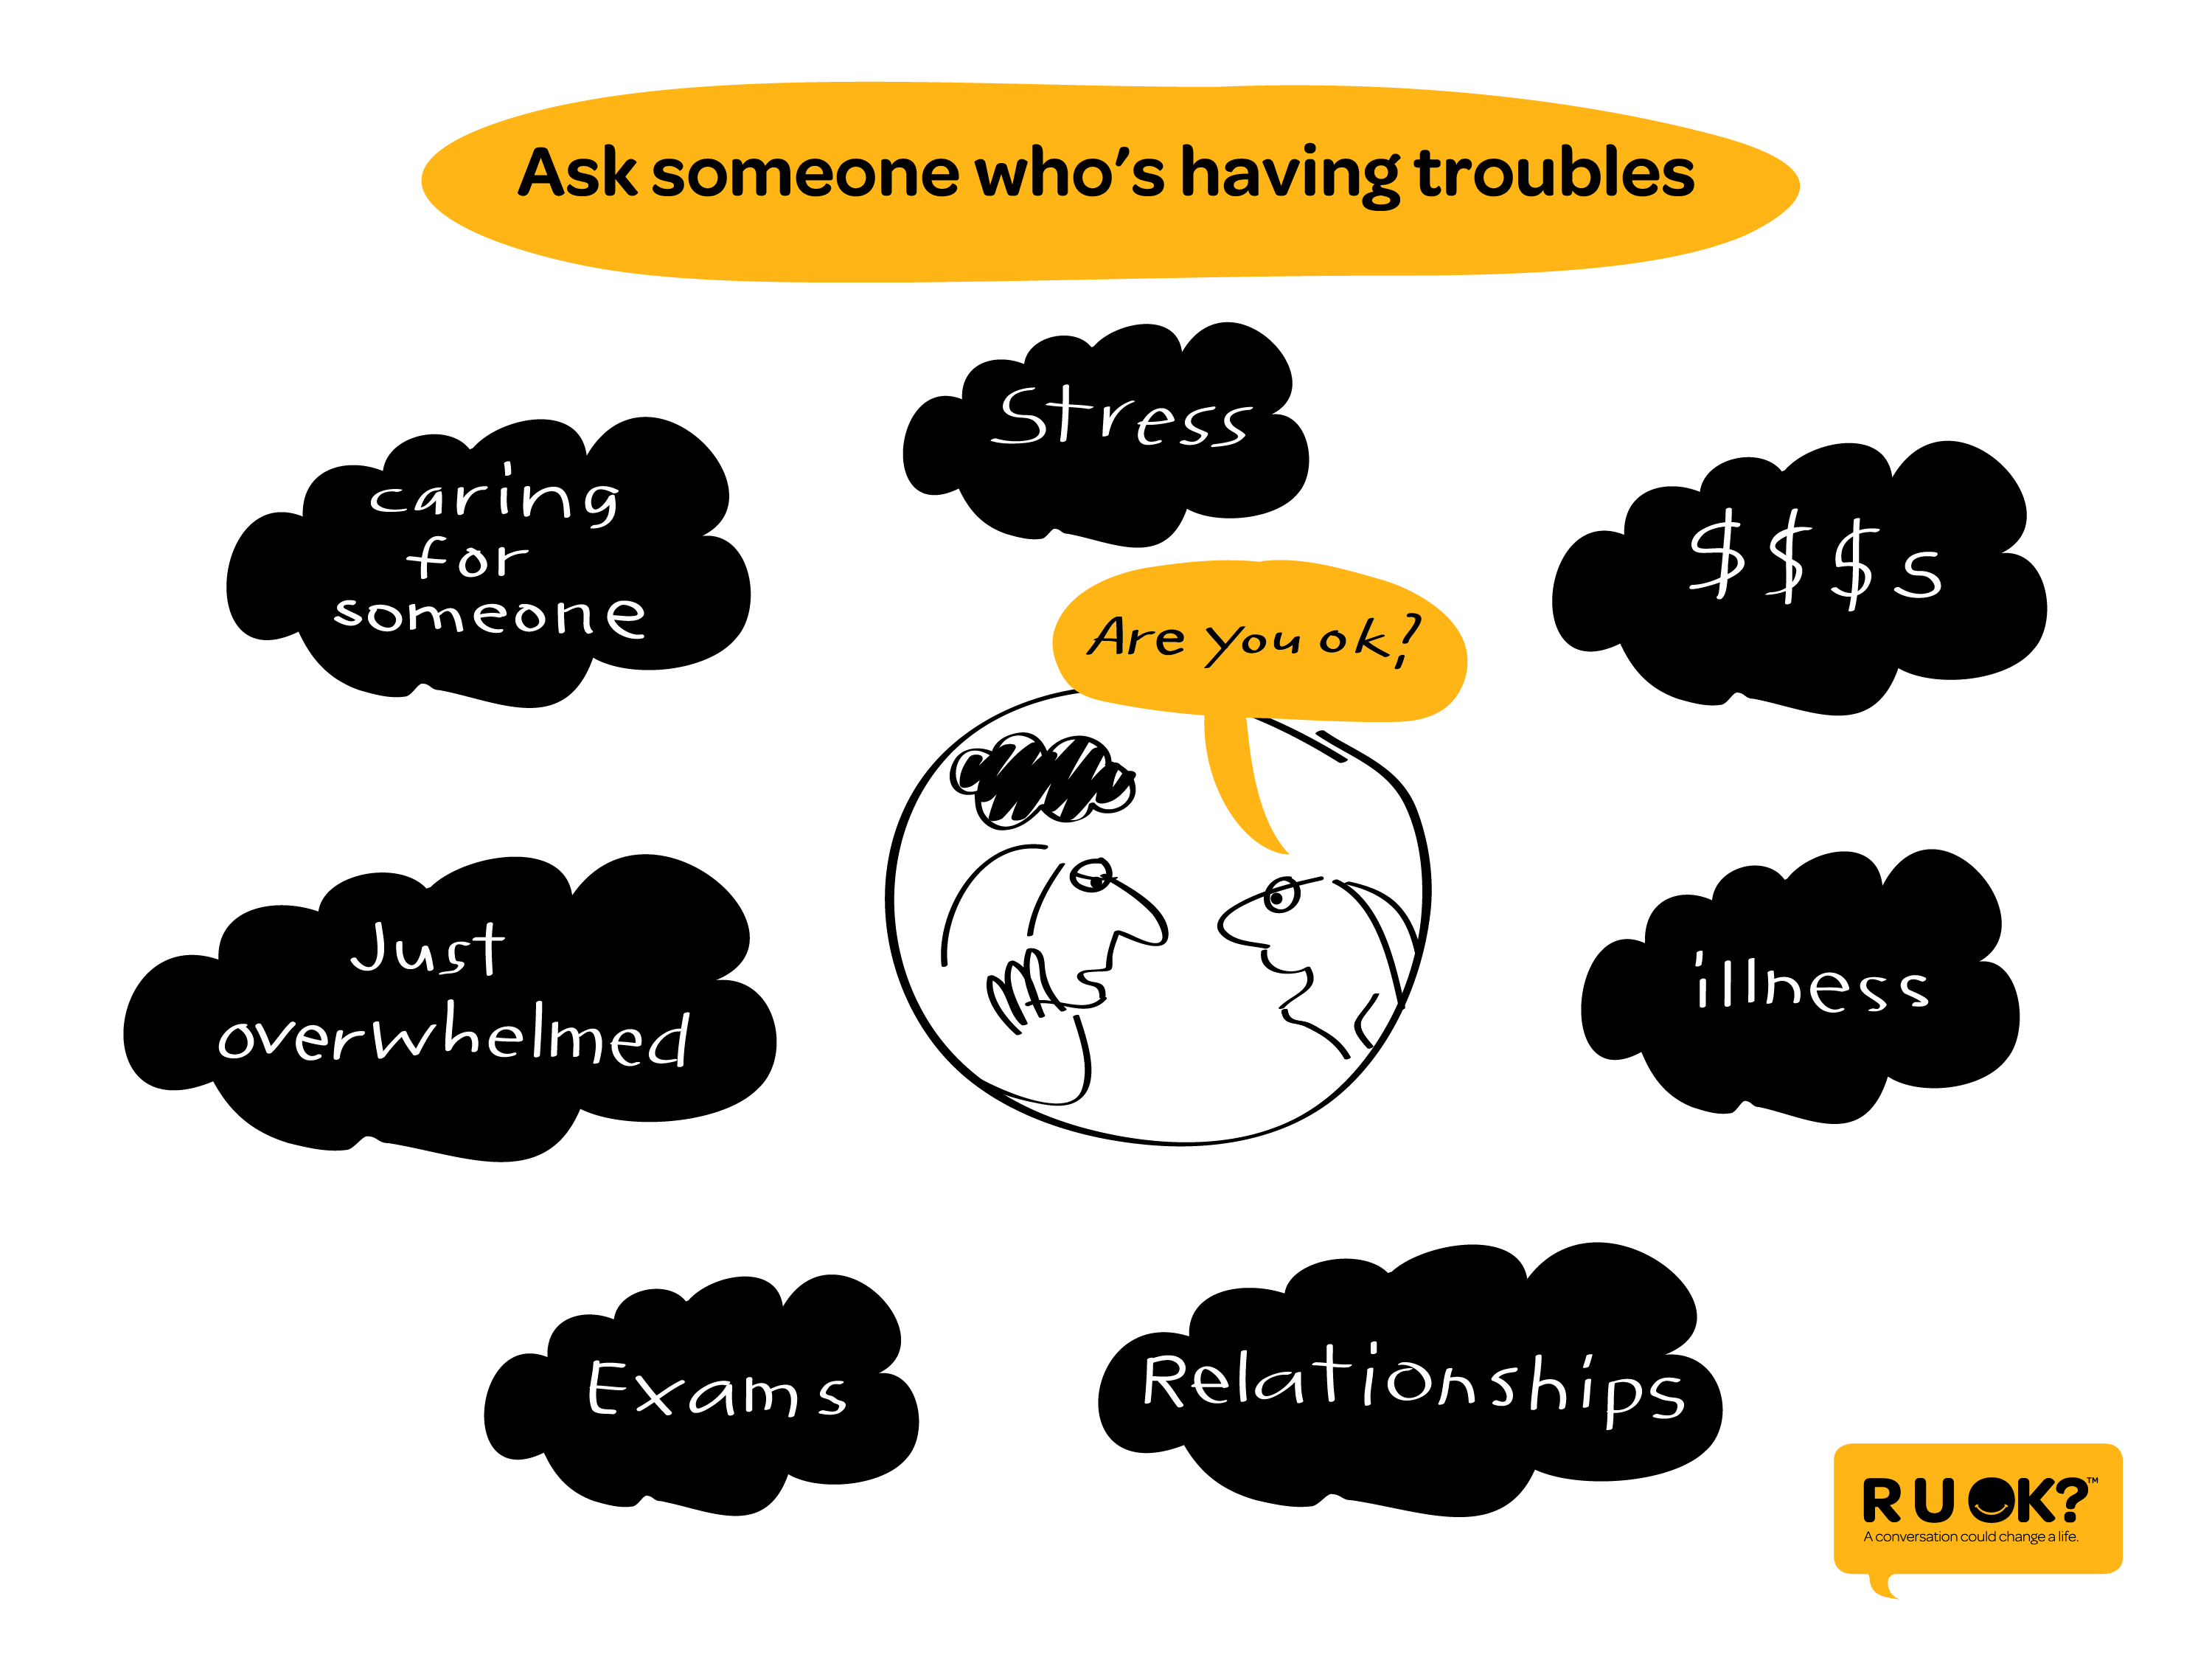 Ask someone who's having troubles
Stress
caring
for
someone
$$$s
Are you ok?
Just
overwhelmed
illness
Exams
Relationships
R U OK?™
A conversation could change a life.